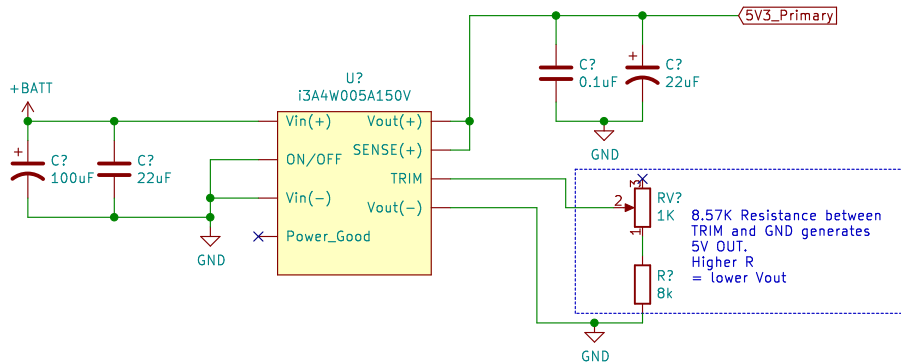 5V3_Primary
C?
0.1uF
+
C?
22uF
GND
+BATT
U?
i3A4W005A150V
Vin(+)
Vout(+)
ON/OFF
SENSE(+)
TRIM
Vin(-)
Vout(-)
Power_Good
+
C?
100uF
C?
22uF
GND
3
2
1
RV?
1K
R?
8k
8.57K Resistance between
TRIM and GND generates
5V OUT.
Higher R
= lower Vout
GND